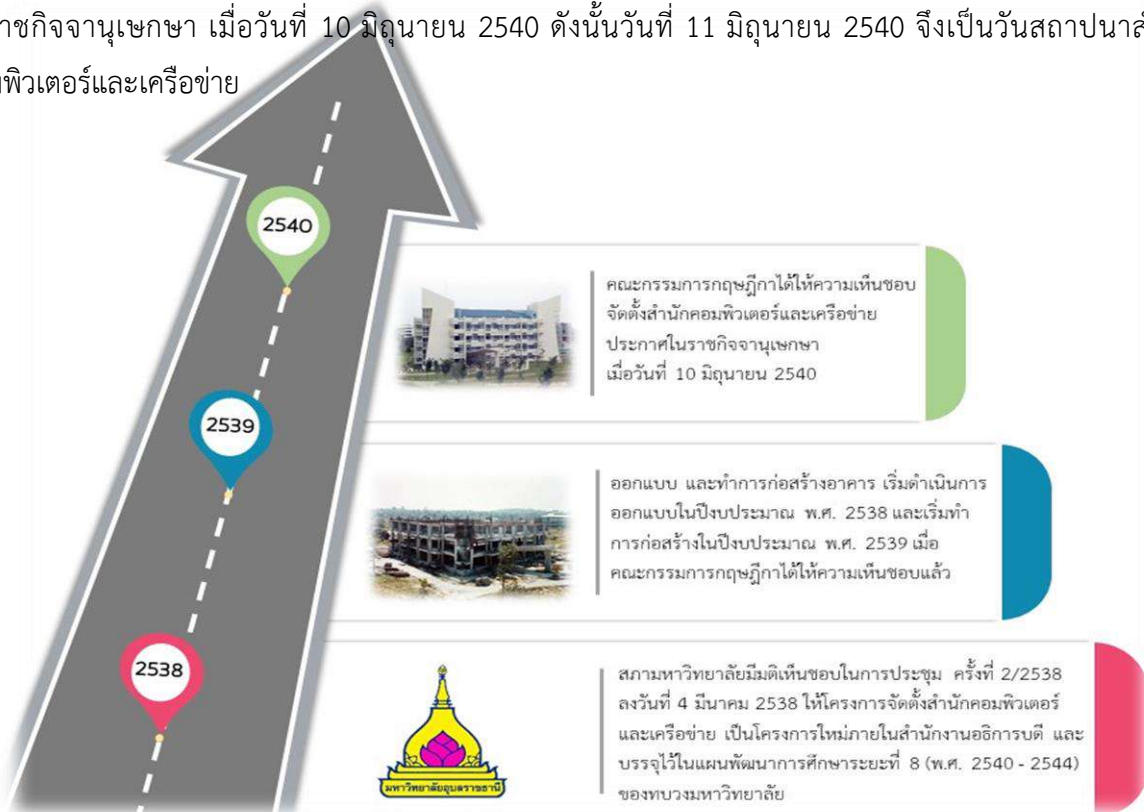 ราชกิจจานุเษกษา เมื่อวันที่ 10 มิถุนายน 2540 ดังนั้นวันที่ 11 มิถุนายน 2540 จึงเป็นวันสถาปนา
พิวเตอร์และเครือข่าย
2540
คณะกรรมการกฤษฎีกาได้ให้ความเห็นชอบ
จัดตั้งสำนักคอมพิวเตอร์และเครือข่าย
ประกาศในราชกิจจานุเษกษา
เมื่อวันที่ 10 มิถุนายน 2540
2539
ออกแบบ และทำการก่อสร้างอาคาร เริ่มดำเนินการ
ออกแบบในปีงบประมาณ พ.ศ. 2538 และเริ่มทำ
การก่อสร้างในปีงบประมาณ พ.ศ. 2539 เมื่อ
คณะกรรมการกฤษฎีกาได้ให้ความเห็นชอบแล้ว
2538
สภามหาวิทยาลัยมีมติเห็นชอบในการประชุม ครั้งที่ 2/2538
ลงวันที่ 4 มีนาคม 2538 ให้โครงการจัดตั้งสำนักคอมพิวเตอร์
และเครือข่าย เป็นโครงการใหม่ภายในสำนักงานอธิการบดี และ
บรรจุไว้ในแผนพัฒนาการศึกษาระยะที่ 8 (พ.ศ. 2540 - 2544)
ของทบวงมหาวิทยาลัย
มหาวิทยาลัยอุบลราชธานี